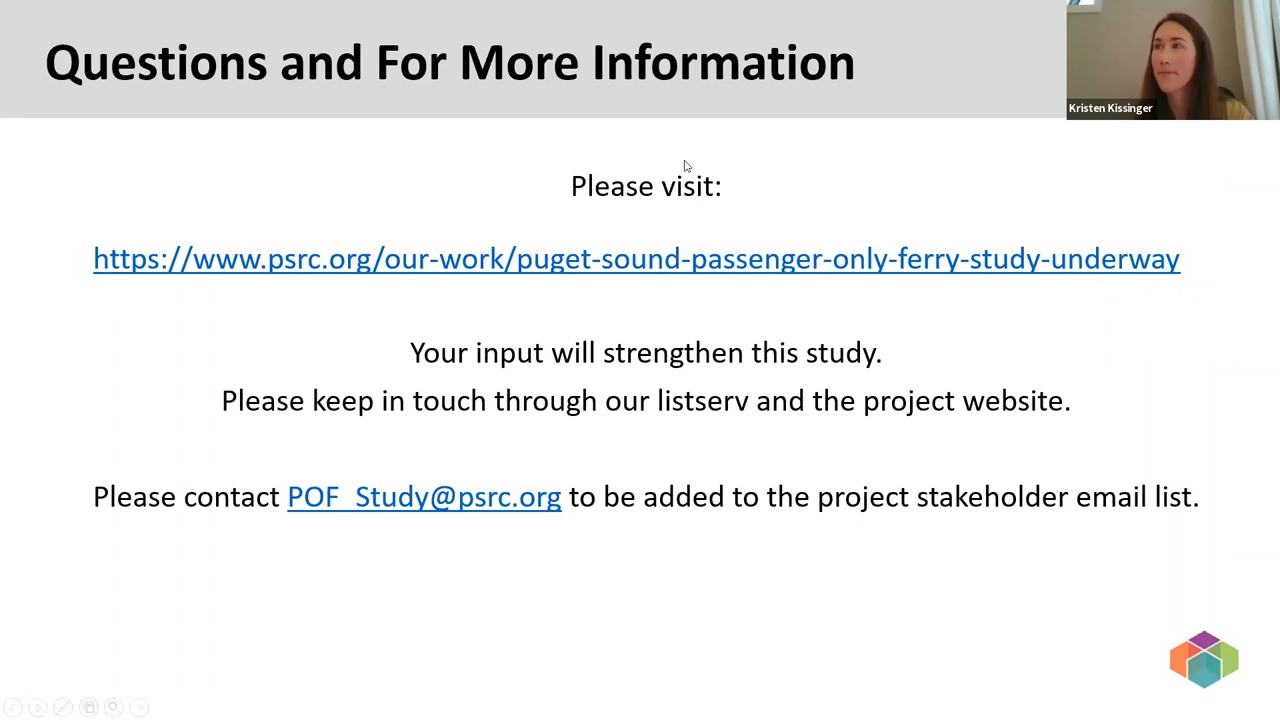 Questions and For More Information
Kristen Kissinger
Please visit:
https://www.psrc.org/our-work/puget-sound-passenger-only-ferry-study-underway
Your input will strengthen this study.
Please keep in touch through our listserv and the project website.
Please contact POF_Study@psrc.org to be added to the project stakeholder email list.